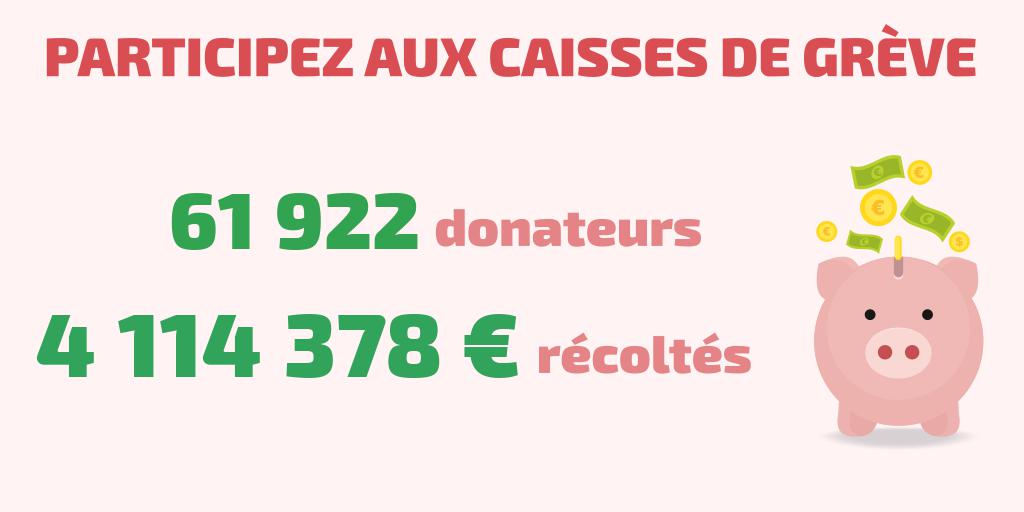 PARTICIPEZ AUX CAISSES DE GRÈVE
61 922 donateurs
4 114 378 € récoltés